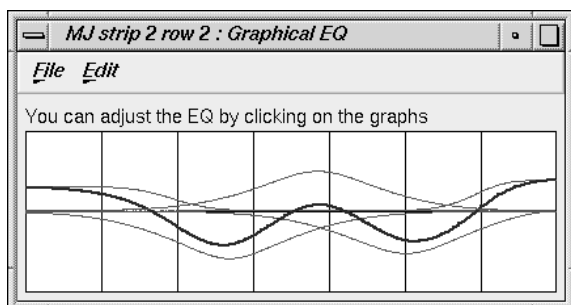 MJ strip 2 row 2 : Graphical EQ
File Edit
You can adjust the EQ by clicking on the graphs